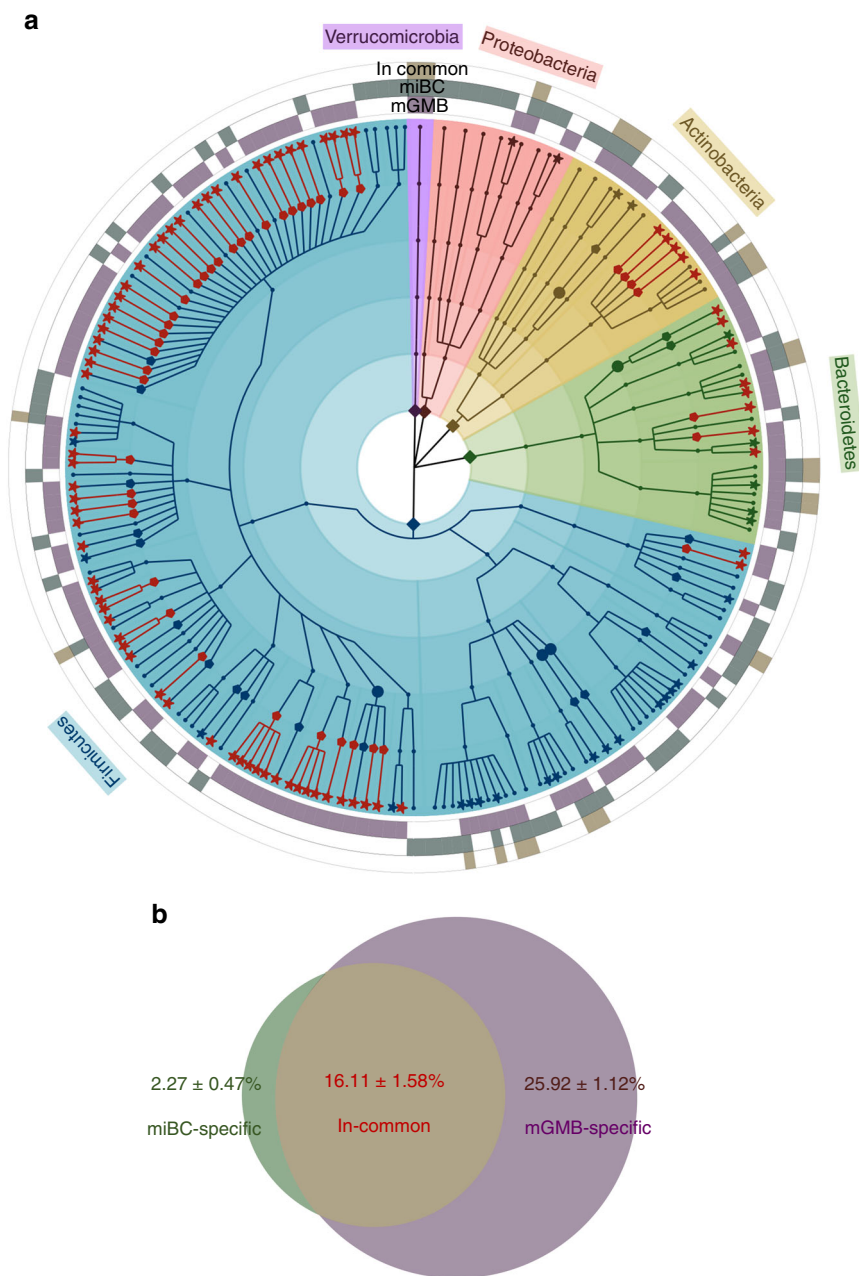 a
Verrucomicrobia
Proteobacteria
In common
miBC
mGMB
Actinobacteria
Bacteroidetes
Firmicutes
b
2.27 ± 0.47%
16.11 ± 1.58%
25.92 ± 1.12%
miBC-specific
In-common
mGMB-specific